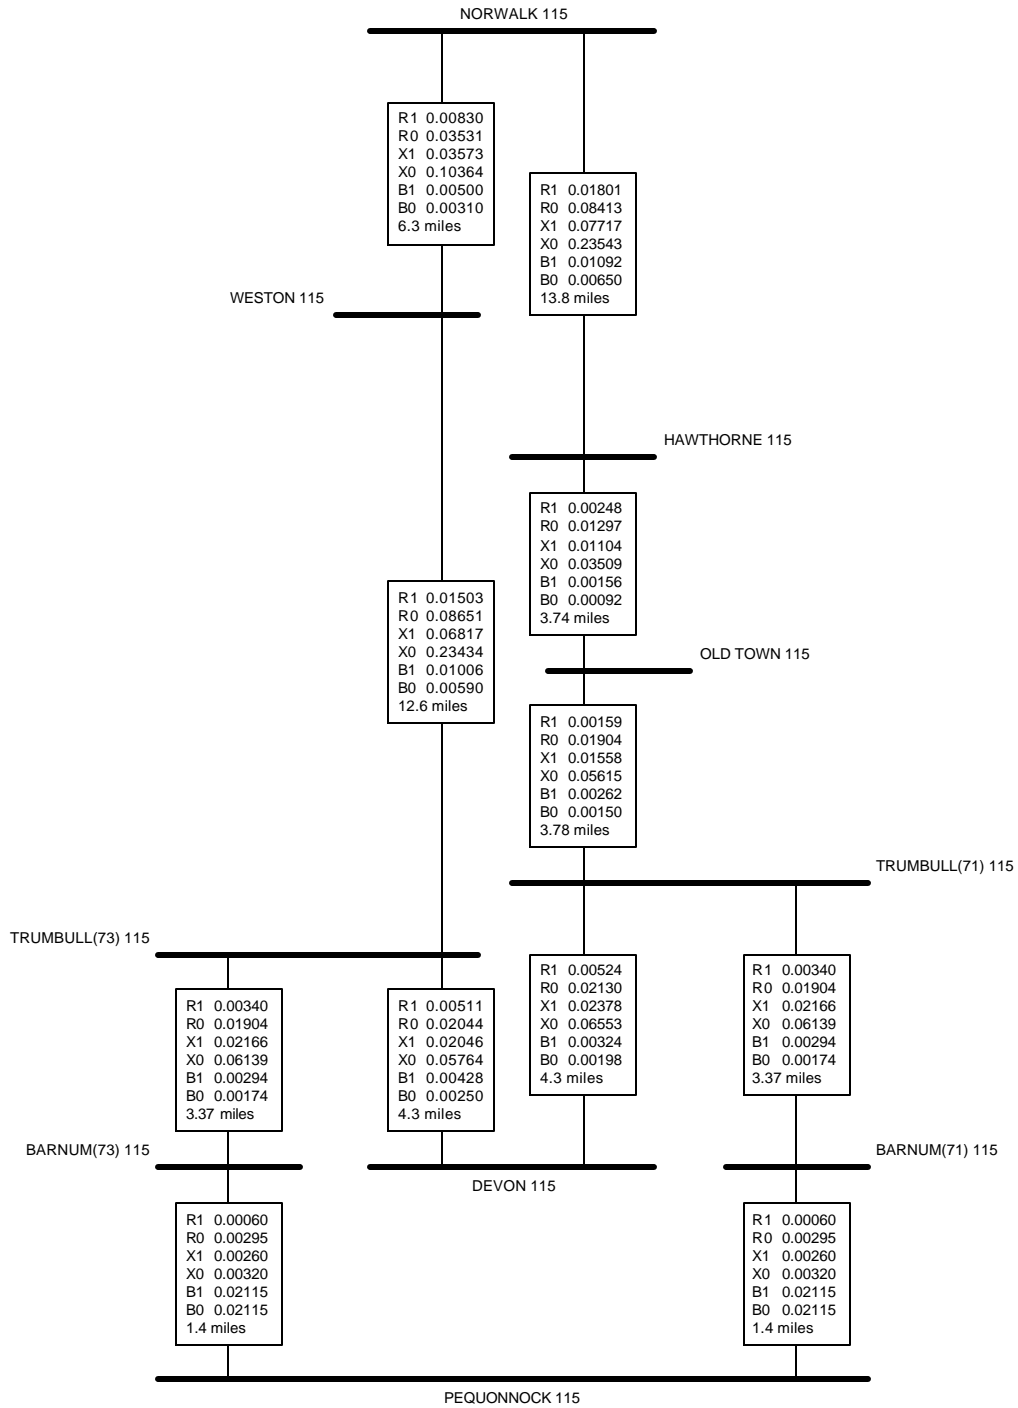 NORWALK 115
R1 0.00830
R0 0.03531
X1 0.03573
X0 0.10364
B1 0.00500
B0 0.00310
6.3 miles
R1 0.01801
R0 0.08413
X1 0.07717
X0 0.23543
B1 0.01092
B0 0.00650
13.8 miles
WESTON 115
HAWTHORNE 115
R1 0.00248
R0 0.01297
X1 0.01104
X0 0.03509
B1 0.00156
B0 0.00092
3.74 miles
R1 0.01503
R0 0.08651
X1 0.06817
X0 0.23434
B1 0.01006
B0 0.00590
12.6 miles
OLD TOWN 115
R1 0.00159
R0 0.01904
X1 0.01558
X0 0.05615
B1 0.00262
B0 0.00150
3.78 miles
TRUMBULL(71) 115
TRUMBULL(73) 115
R1 0.00340
R0 0.01904
X1 0.02166
X0 0.06139
B1 0.00294
B0 0.00174
3.37 miles
R1 0.00511
R0 0.02044
X1 0.02046
X0 0.05764
B1 0.00428
B0 0.00250
4.3 miles
R1 0.00524
R0 0.02130
X1 0.02378
X0 0.06553
B1 0.00324
B0 0.00198
4.3 miles
R1 0.00340
R0 0.01904
X1 0.02166
X0 0.06139
B1 0.00294
B0 0.00174
3.37 miles
BARNUM(73) 115
DEVON 115
BARNUM(71) 115
R1 0.00060
R0 0.00295
X1 0.00260
X0 0.00320
B1 0.02115
B0 0.02115
1.4 miles
R1 0.00060
R0 0.00295
X1 0.00260
X0 0.00320
B1 0.02115
B0 0.02115
1.4 miles
PEQUONNOCK 115